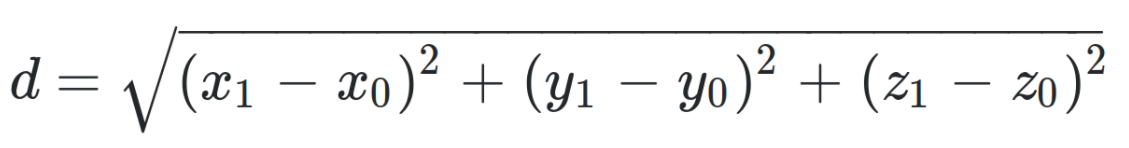 d = √(x₁ − x₀)² + (y₁ − y₀)² + (z₁ − z₀)²